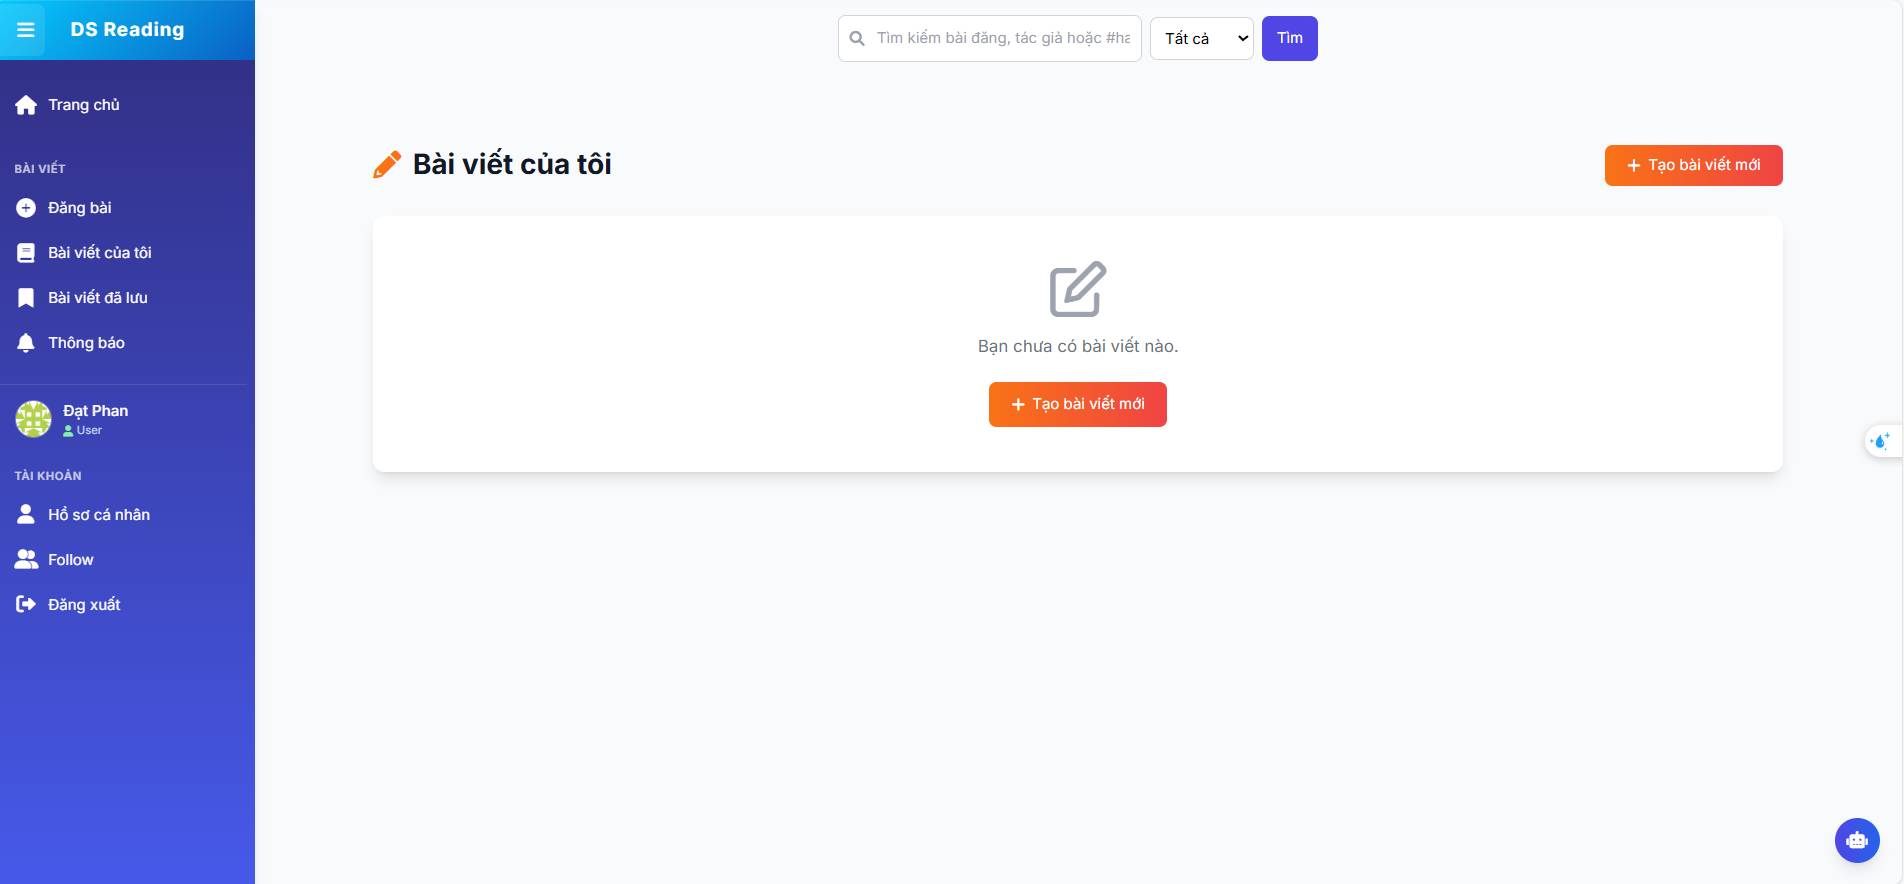 DS Reading
Trang chủ
BÀI VIẾT
Đăng bài
Bài viết của tôi
Bài viết đã lưu
Thông báo
Đạt Phan
User
TÀI KHOẢN
Hồ sơ cá nhân
Follow
Đăng xuất
Tìm kiếm bài đăng, tác giả hoặc #ha
Tất cả
Tìm
Bài viết của tôi
Tạo bài viết mới
Bạn chưa có bài viết nào.
Tạo bài viết mới